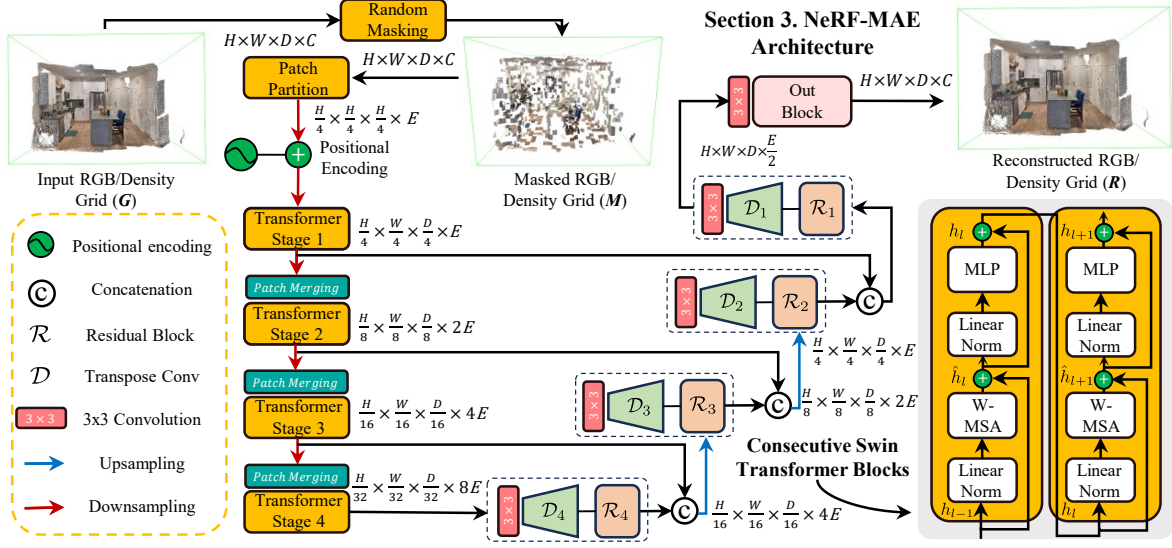 Random
Masking
Section 3. NeRF-MAE
Architecture
H×W×D×C
Patch
Partition
H×W×D×C
H/4 × H/4 × H/4 × E
Positional
Encoding
+
Input RGB/Density
Grid (G)
Masked RGB/
Density Grid (M)
3×3
Out
Block
H×W×D×C
H×W×D×E/2
Reconstructed RGB/
Density Grid (R)
Positional encoding
C
Concatenation
R
Residual Block
D
Transpose Conv
3×3
3x3 Convolution
Upsampling
Downsampling
Transformer
Stage 1
H/4 × W/4 × D/4 × E
Patch Merging
Transformer
Stage 2
H/8 × W/8 × D/8 × 2E
Patch Merging
Transformer
Stage 3
H/16 × W/16 × D/16 × 4E
Patch Merging
Transformer
Stage 4
H/32 × W/32 × D/32 × 8E
3×3
D1
R1
3×3
D2
R2
C
C
H/4 × W/4 × D/4 × E
3×3
D3
R3
C
H/8 × W/8 × D/8 × 2E
3×3
D4
R4
C
H/16 × W/16 × D/16 × 4E
Consecutive Swin
Transformer Blocks
hl
+
MLP
Linear
Norm
ĥl
+
W-
MSA
Linear
Norm
hl−1
hl+1
+
MLP
Linear
Norm
ĥl+1
+
W-
MSA
Linear
Norm
hl